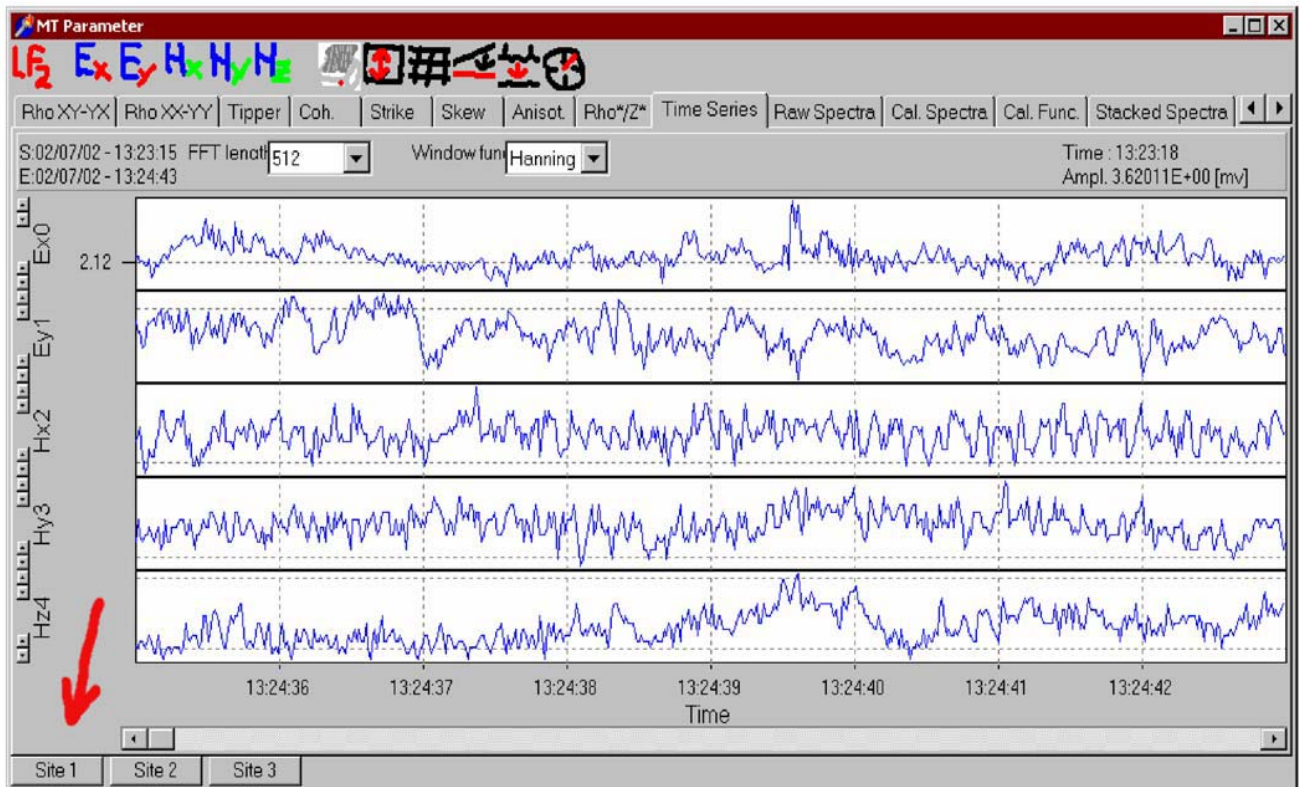 MT Parameter
LF2 Ex Ey Hx Hy Hz
Rho XY-YX Rho XX-YY Tipper Coh. Strike Skew Anisot. Rho*/Z* Time Series Raw Spectra Cal. Spectra Cal. Func. Stacked Spectra
S:02/07/02 - 13:23:15 FFT length 512 Window fun Hanning Time : 13:23:18
E:02/07/02 - 13:24:43 Ampl. 3.62011E+00 [mv]
Ex0
2.12
Ey1
Hx2
Hy3
Hz4
13:24:36 13:24:37 13:24:38 13:24:39 13:24:40 13:24:41 13:24:42
Time
Site 1 Site 2 Site 3